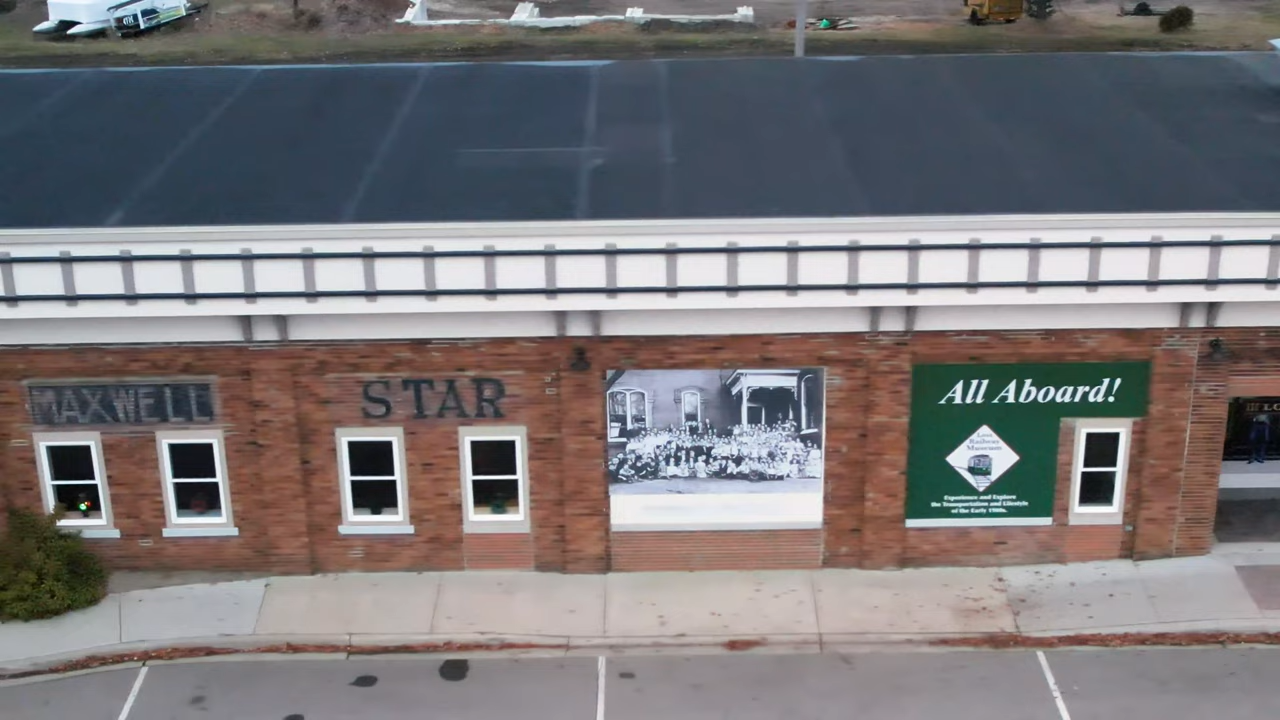 MAXWELL
STAR
All Aboard!
Railway
Museum
Experience and Explore
the Transportation and Lifestyle
of the Early 1900s.